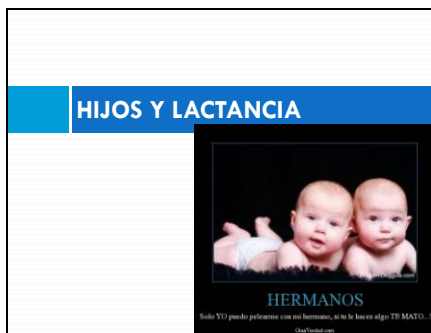 HIJOS Y LACTANCIA
HERMANOS
Solo YO puedo pelearme con mi hermano, si tu le haces algo TE MATO...!